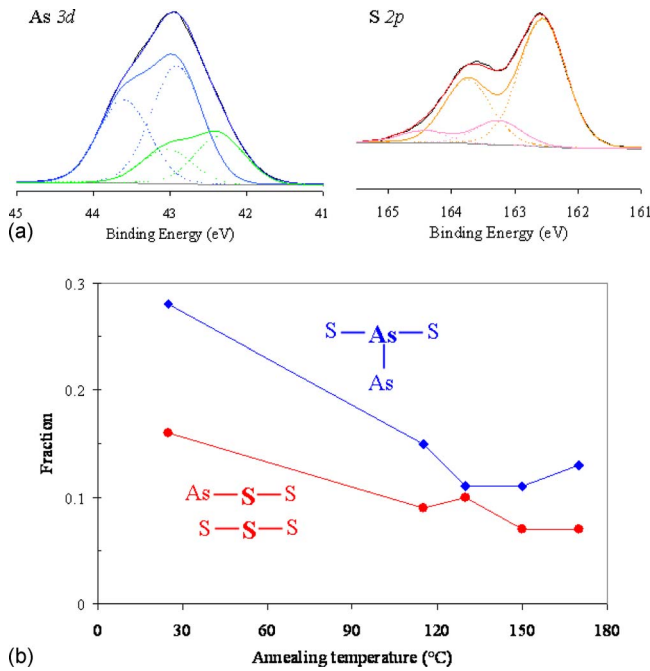 As 3d
S 2p
45 44 43 42 41
165 164 163 162 161
Binding Energy (eV)
Binding Energy (eV)
(a)
0.3
S—As—S
As
0.2
Fraction
As—S—S
0.1
S—S—S
0
0 30 60 90 120 150 180
(b)
Annealing temperature (°C)